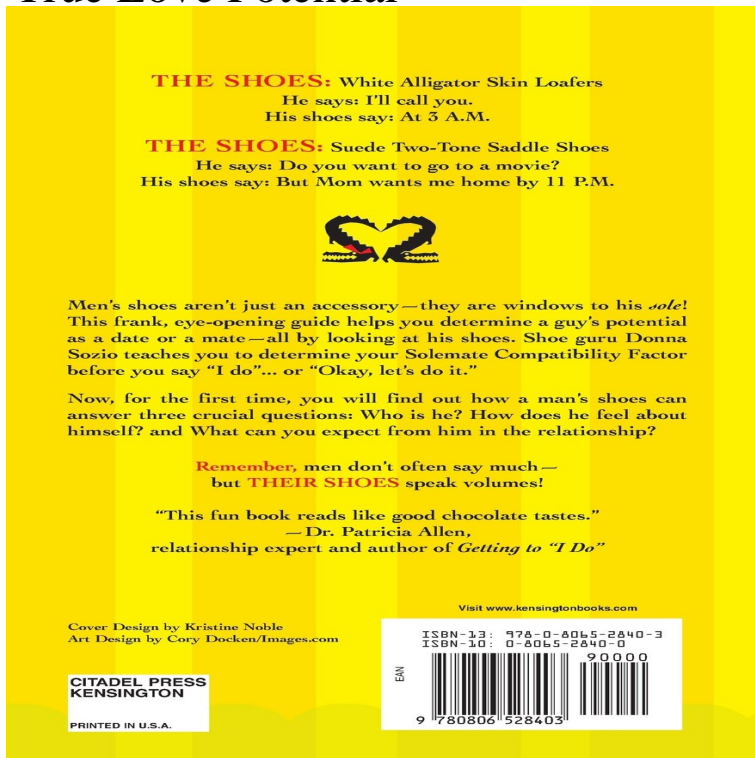 True Love Potential
THE SHOES: White Alligator Skin Loafers
He says: I'll call you.
His shoes say: At 3 A.M.
THE SHOES: Suede Two-Tone Saddle Shoes
He says: Do you want to go to a movie?
His shoes say: But Mom wants me home by 11 P.M.
Men's shoes aren't just an accessory—they are windows to his sole!
This frank, eye-opening guide helps you determine a guy's potential
as a date or a mate—all by looking at his shoes. Shoe guru Donna
Sozio teaches you to determine your Solemate Compatibility Factor
before you say "I do"... or "Okay, let's do it."
Now, for the first time, you will find out how a man's shoes can
answer three crucial questions: Who is he? How does he feel about
himself? and What can you expect from him in the relationship?
Remember, men don't often say much—
but THEIR SHOES speak volumes!
"This fun book reads like good chocolate tastes."
—Dr. Patricia Allen,
relationship expert and author of Getting to "I Do"
Visit www.kensingtonbooks.com
Cover Design by Kristine Noble
Art Design by Cory Docken/Images.com
CITADEL PRESS
KENSINGTON
PRINTED IN U.S.A.
ISBN-13: 978-0-8065-2840-3
ISBN-10: 0-8065-2840-0
90000
EAN
9 780806 528403